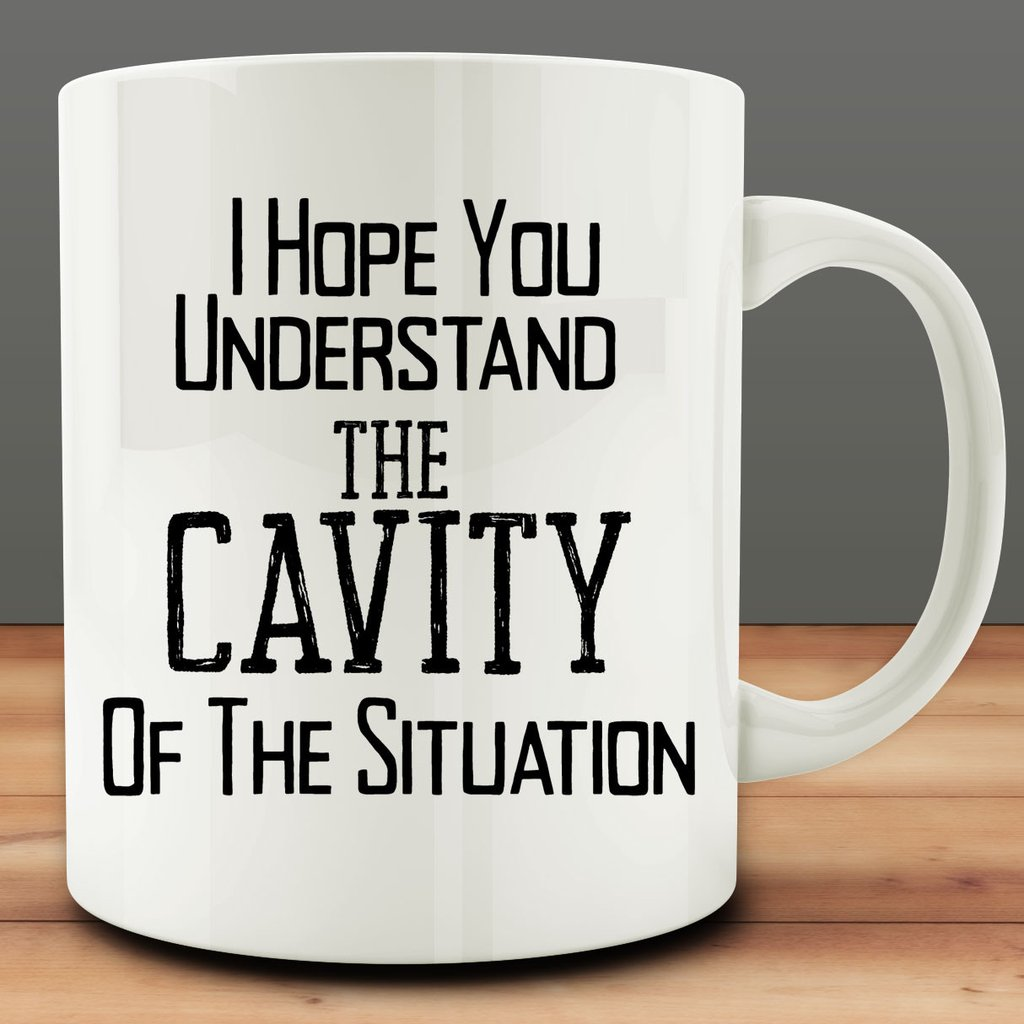 I Hope You
Understand
THE
CAVITY
Of The Situation